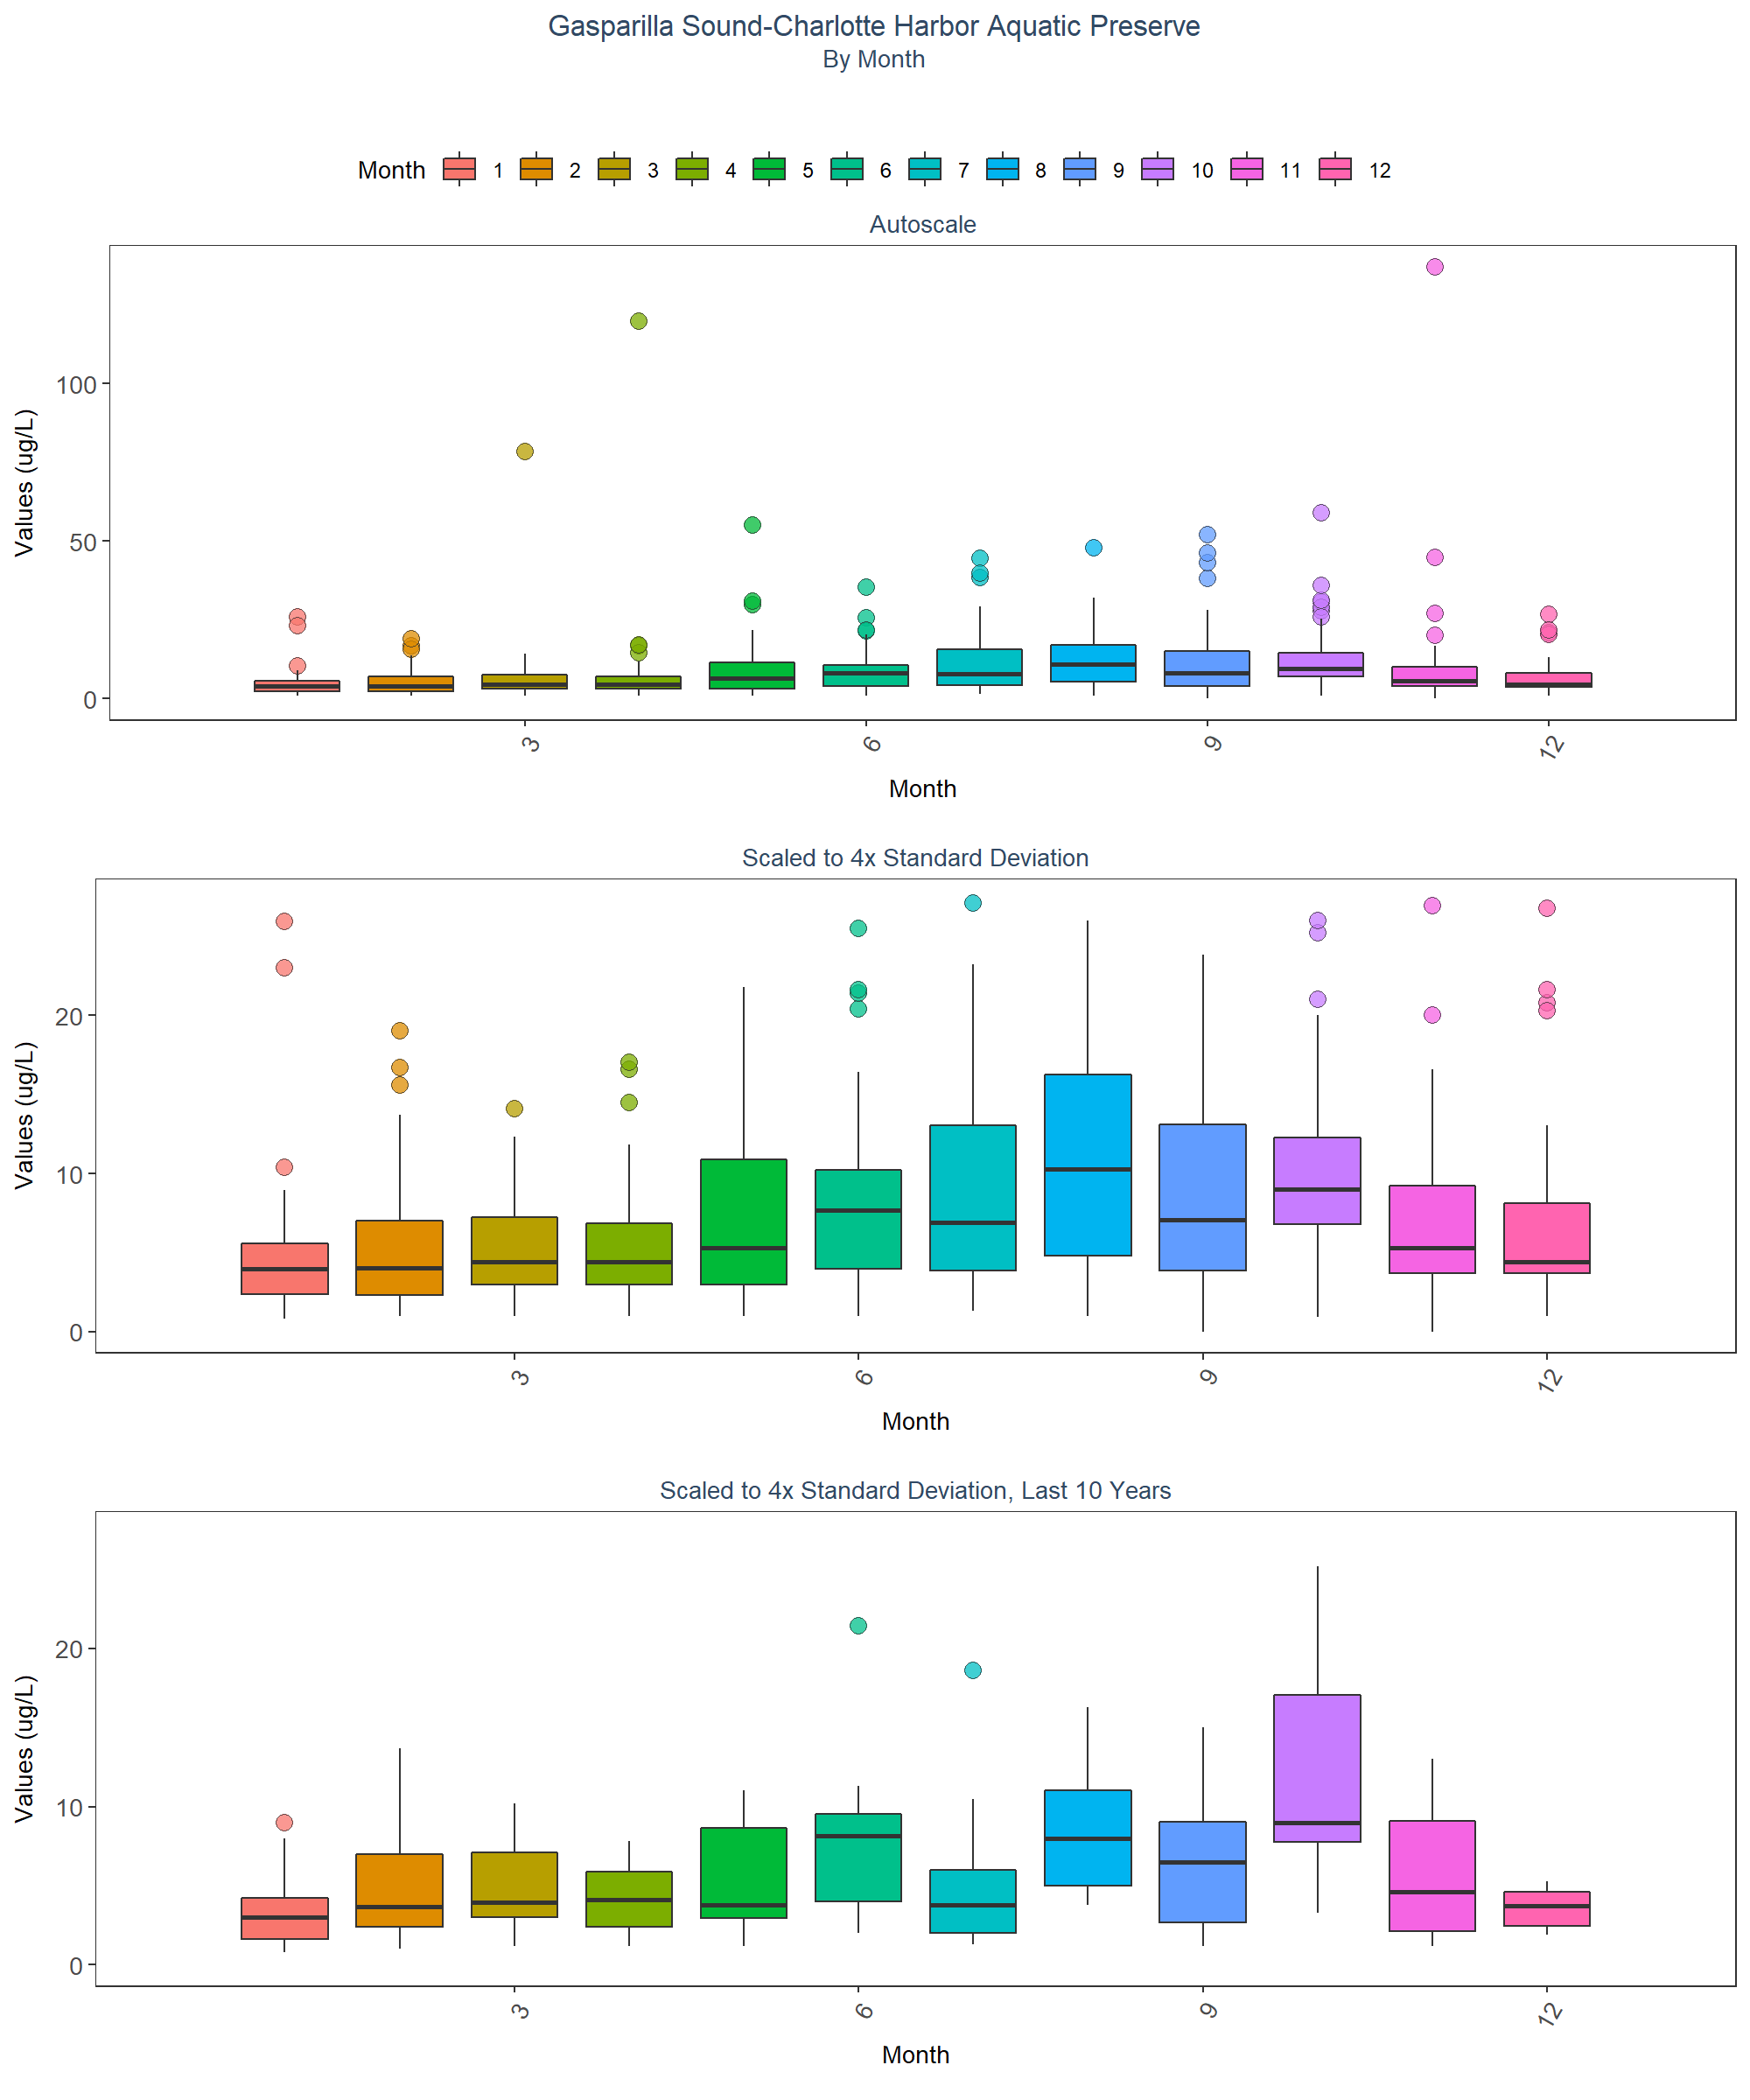 Gasparilla Sound-Charlotte Harbor Aquatic Preserve
By Month
Month 1 2 3 4 5 6 7 8 9 10 11 12
Autoscale
Values (ug/L)
100
50
0
3 6 9 12
Month
Scaled to 4x Standard Deviation
Values (ug/L)
20
10
0
3 6 9 12
Month
Scaled to 4x Standard Deviation, Last 10 Years
Values (ug/L)
20
10
0
3 6 9 12
Month